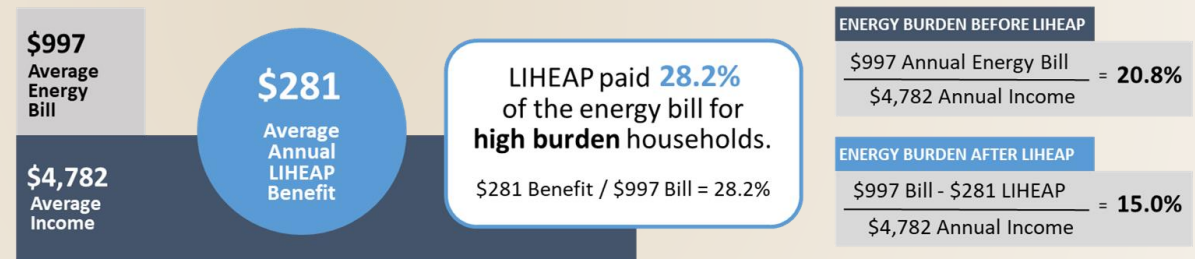 $997
Average
Energy
Bill
$4,782
Average
Income
$281
Average
Annual
LIHEAP
Benefit
LIHEAP paid 28.2%
of the energy bill for
high burden households.
$281 Benefit / $997 Bill = 28.2%
ENERGY BURDEN BEFORE LIHEAP
$997 Annual Energy Bill
$4,782 Annual Income
= 20.8%
ENERGY BURDEN AFTER LIHEAP
$997 Bill - $281 LIHEAP
$4,782 Annual Income
= 15.0%